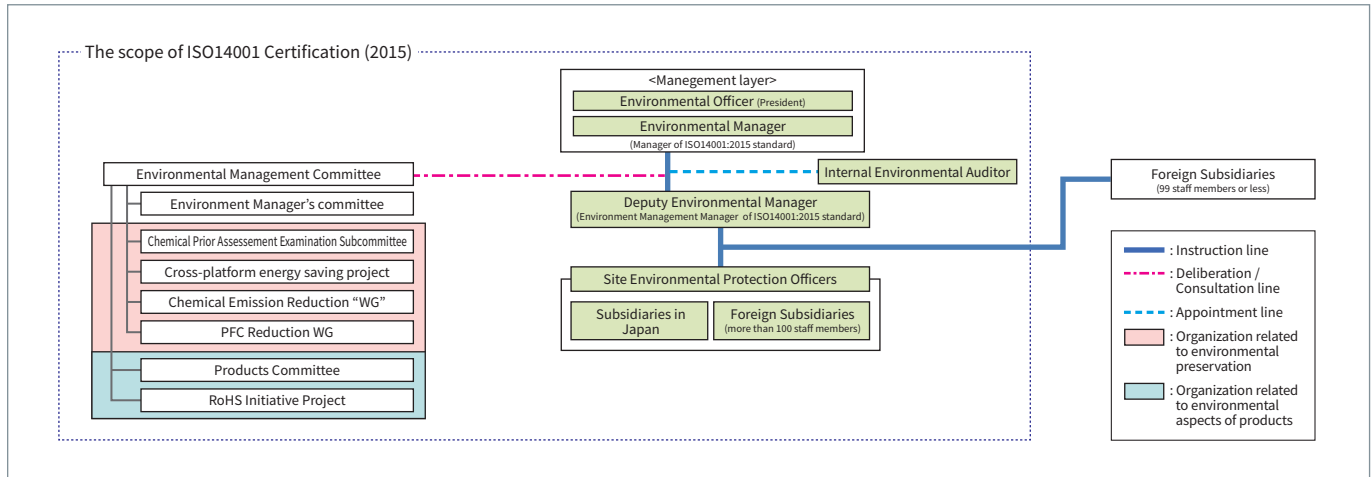 The scope of ISO14001 Certification (2015)
<Manegement layer>
Environmental Officer (President)
Environmental Manager
(Manager of ISO14001:2015 standard)
Environmental Management Committee
Internal Environmental Auditor
Foreign Subsidiaries
(99 staff members or less)
Environment Manager's committee
Deputy Environmental Manager
(Environment Management Manager of ISO14001:2015 standard)
Chemical Prior Assessment Examination Subcommittee
Cross-platform energy saving project
Chemical Emission Reduction “WG”
PFC Reduction WG
Products Committee
RoHS Initiative Project
Site Environmental Protection Officers
Subsidiaries in
Japan
Foreign Subsidiaries
(more than 100 staff members)
: Instruction line
: Deliberation /
Consultation line
: Appointment line
: Organization related
to environmental
preservation
: Organization related
to environmental
aspects of products